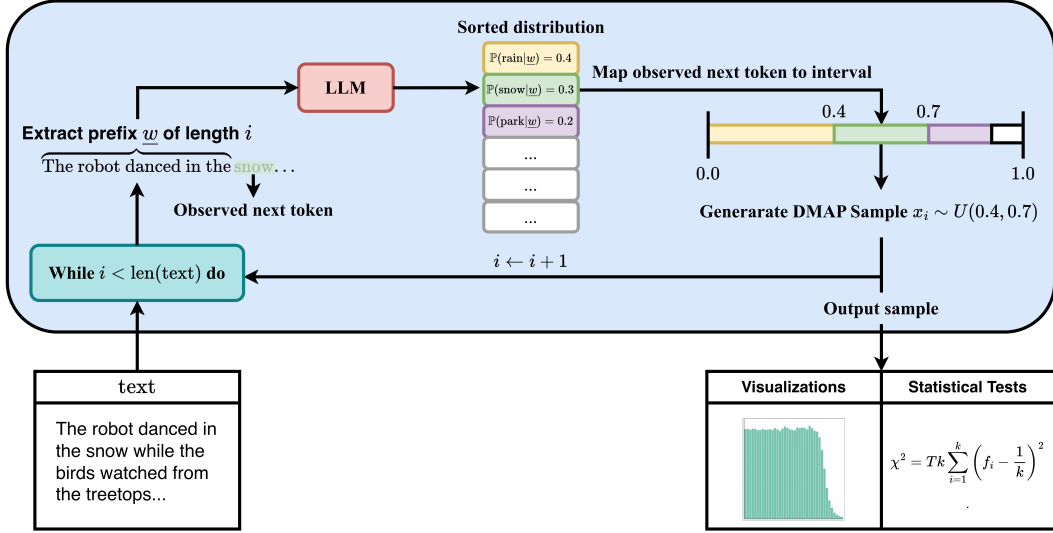 Sorted distribution
ℙ(rain|w) = 0.4
ℙ(snow|w) = 0.3
ℙ(park|w) = 0.2
...
...
...
LLM
Map observed next token to interval
0.4 0.7
0.0 1.0
Extract prefix w of length i
The robot danced in the snow...
Observed next token
Generarate DMAP Sample xᵢ ∼ U(0.4, 0.7)
While i < len(text) do
i ← i + 1
Output sample
text
The robot danced in
the snow while the
birds watched from
the treetops...
Visualizations
Statistical Tests
χ² = Tk ∑ᵢ₌₁ᵏ (fᵢ − 1/k)²
.